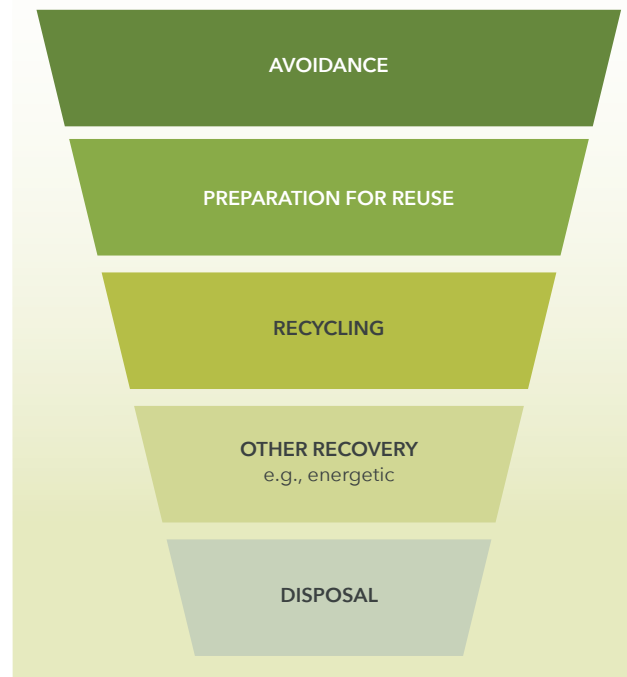 AVOIDANCE
PREPARATION FOR REUSE
RECYCLING
OTHER RECOVERY
e.g., energetic
DISPOSAL